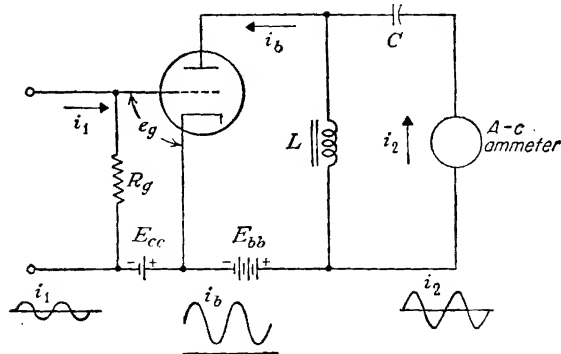 i_b
C
i_1
e_g
L
i_2
A-c
ammeter
R_g
E_cc
E_bb
- +
- +
i_1
i_b
i_2